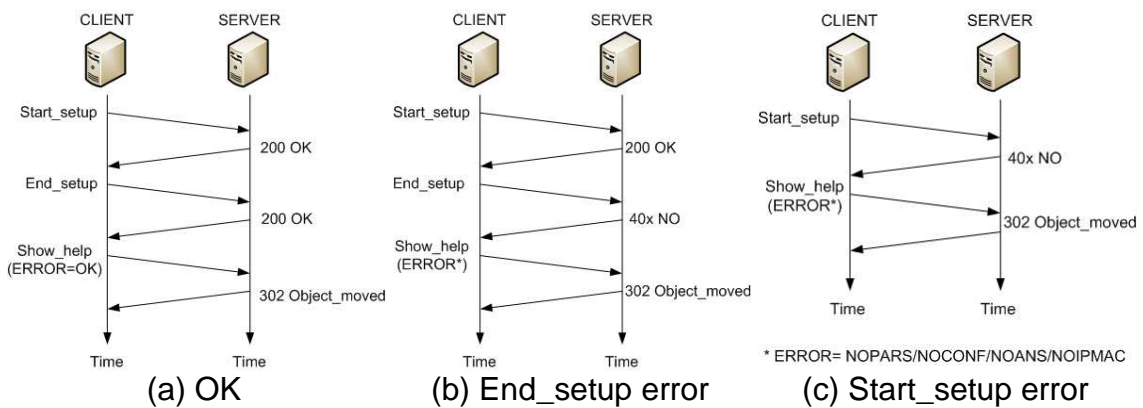 CLIENT
SERVER
Start_setup
200 OK
End_setup
200 OK
Show_help
(ERROR=OK)
302 Object_moved
Time
Time
(a) OK
CLIENT
SERVER
Start_setup
200 OK
End_setup
40x NO
Show_help
(ERROR*)
302 Object_moved
Time
Time
(b) End_setup error
CLIENT
SERVER
Start_setup
40x NO
Show_help
(ERROR*)
302 Object_moved
Time
Time
* ERROR= NOPARS/NOCONF/NOANS/NOIPMAC
(c) Start_setup error